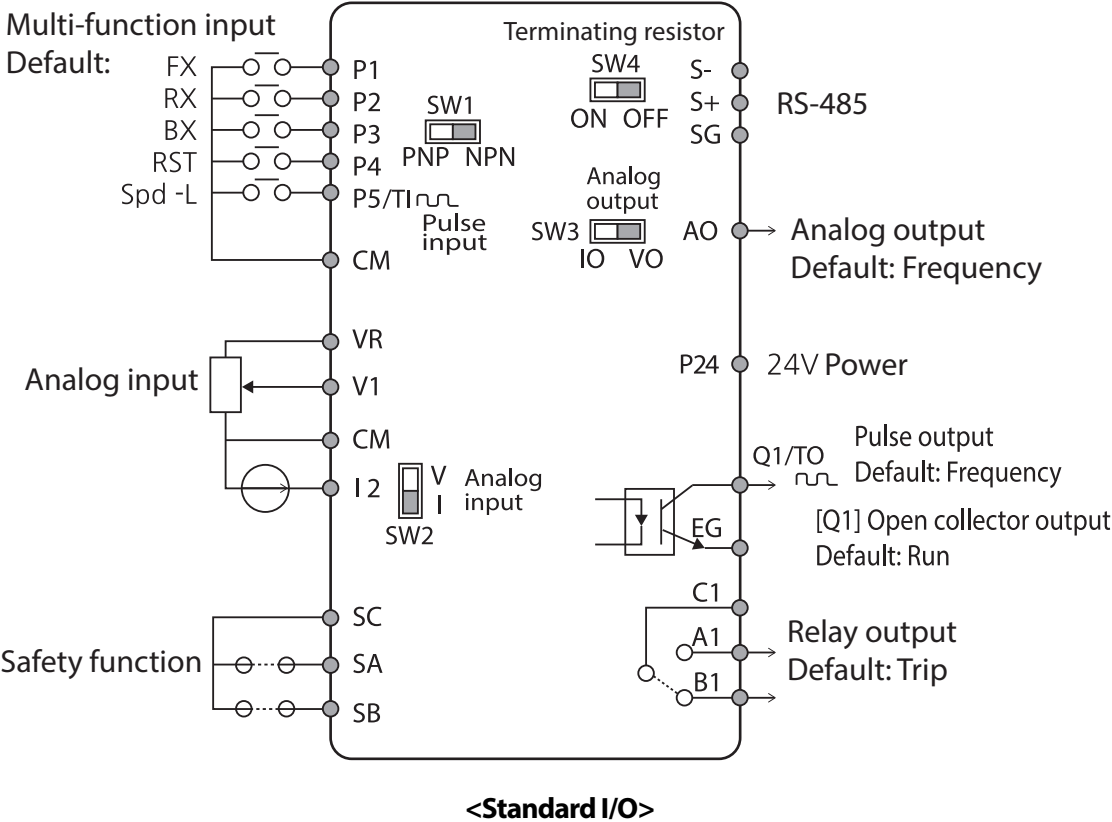 Multi-function input
Default:
FX
RX
BX
RST
Spd -L
P1
P2
P3
P4
P5/TI
Pulse
input
CM
SW1
PNP NPN
Terminating resistor
SW4
ON OFF
S-
S+
SG
RS-485
Analog
output
SW3
IO VO
AO
Analog output
Default: Frequency
Analog input
VR
V1
CM
I 2
V
I
SW2
Analog
input
P24
24V Power
Q1/TO
Pulse output
Default: Frequency
EG
[Q1] Open collector output
Default: Run
Safety function
SC
SA
SB
C1
A1
B1
Relay output
Default: Trip
<Standard I/O>